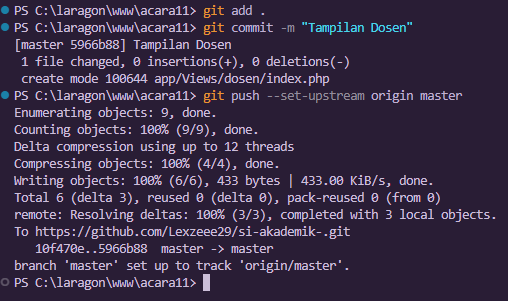 PS C:\laragon\www\acara11> git add .
PS C:\laragon\www\acara11> git commit -m "Tampilan Dosen"
[master 5966b88] Tampilan Dosen
 1 file changed, 0 insertions(+), 0 deletions(-)
 create mode 100644 app/Views/dosen/index.php
PS C:\laragon\www\acara11> git push --set-upstream origin master
Enumerating objects: 9, done.
Counting objects: 100% (9/9), done.
Delta compression using up to 12 threads
Compressing objects: 100% (4/4), done.
Writing objects: 100% (6/6), 433 bytes | 433.00 KiB/s, done.
Total 6 (delta 3), reused 0 (delta 0), pack-reused 0 (from 0)
remote: Resolving deltas: 100% (3/3), completed with 3 local objects.
To https://github.com/Lexzeee29/si-akademik-.git
   10f470e..5966b88  master -> master
branch 'master' set up to track 'origin/master'.
PS C:\laragon\www\acara11>